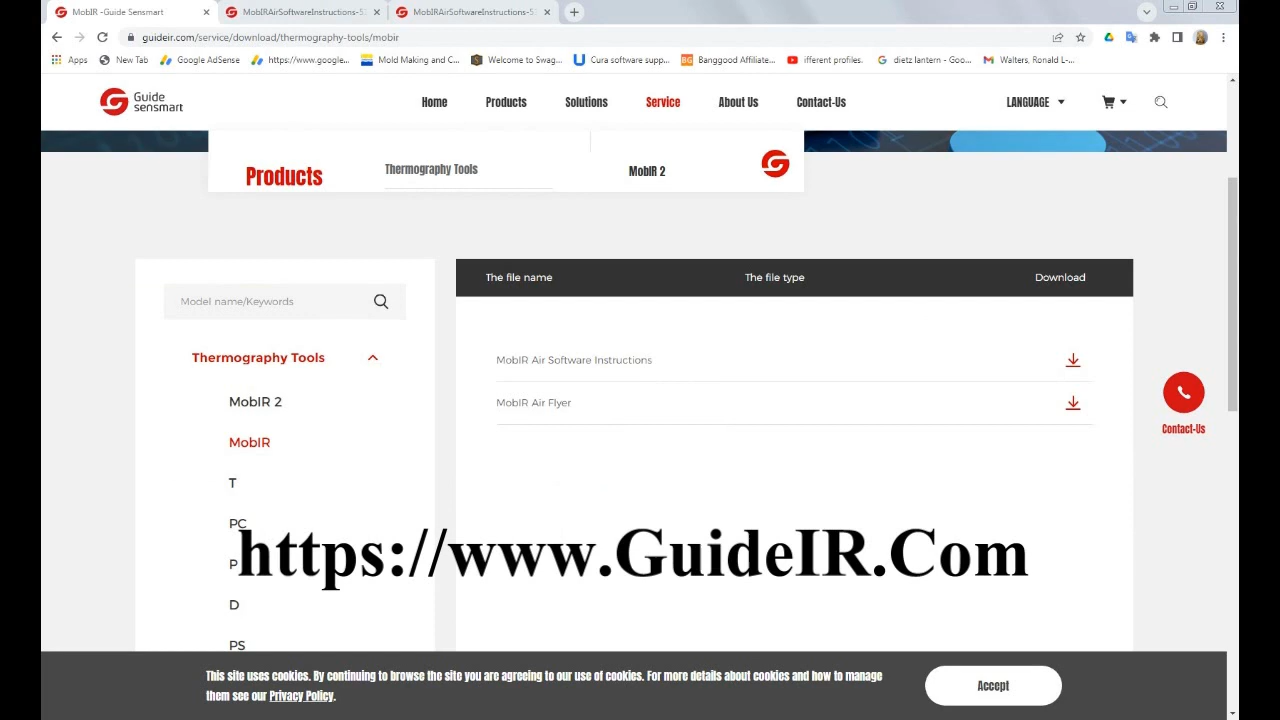 MobIR -Guide Sensmart
MobIRAirSoftwareInstructions-5
MobIRAirSoftwareInstructions-5
guideir.com/service/download/thermography-tools/mobir
Apps New Tab Google AdSense https://www.google... Mold Making and C... Welcome to Swag... Cura software supp... Banggood Affiliate... ifferent profiles. dietz lantern - Goo... Walters, Ronald L-...
Guide
sensmart
Home Products Solutions Service About Us Contact-Us LANGUAGE
Products Thermography Tools MobIR 2
The file name The file type Download
Model name/Keywords
Thermography Tools
MobIR 2
MobIR
T
PC
P
D
PS
MobIR Air Software Instructions
MobIR Air Flyer
Contact-Us
https://www.GuideIR.Com
This site uses cookies. By continuing to browse the site you are agreeing to our use of cookies. For more details about cookies and how to manage
them see our Privacy Policy.
Accept